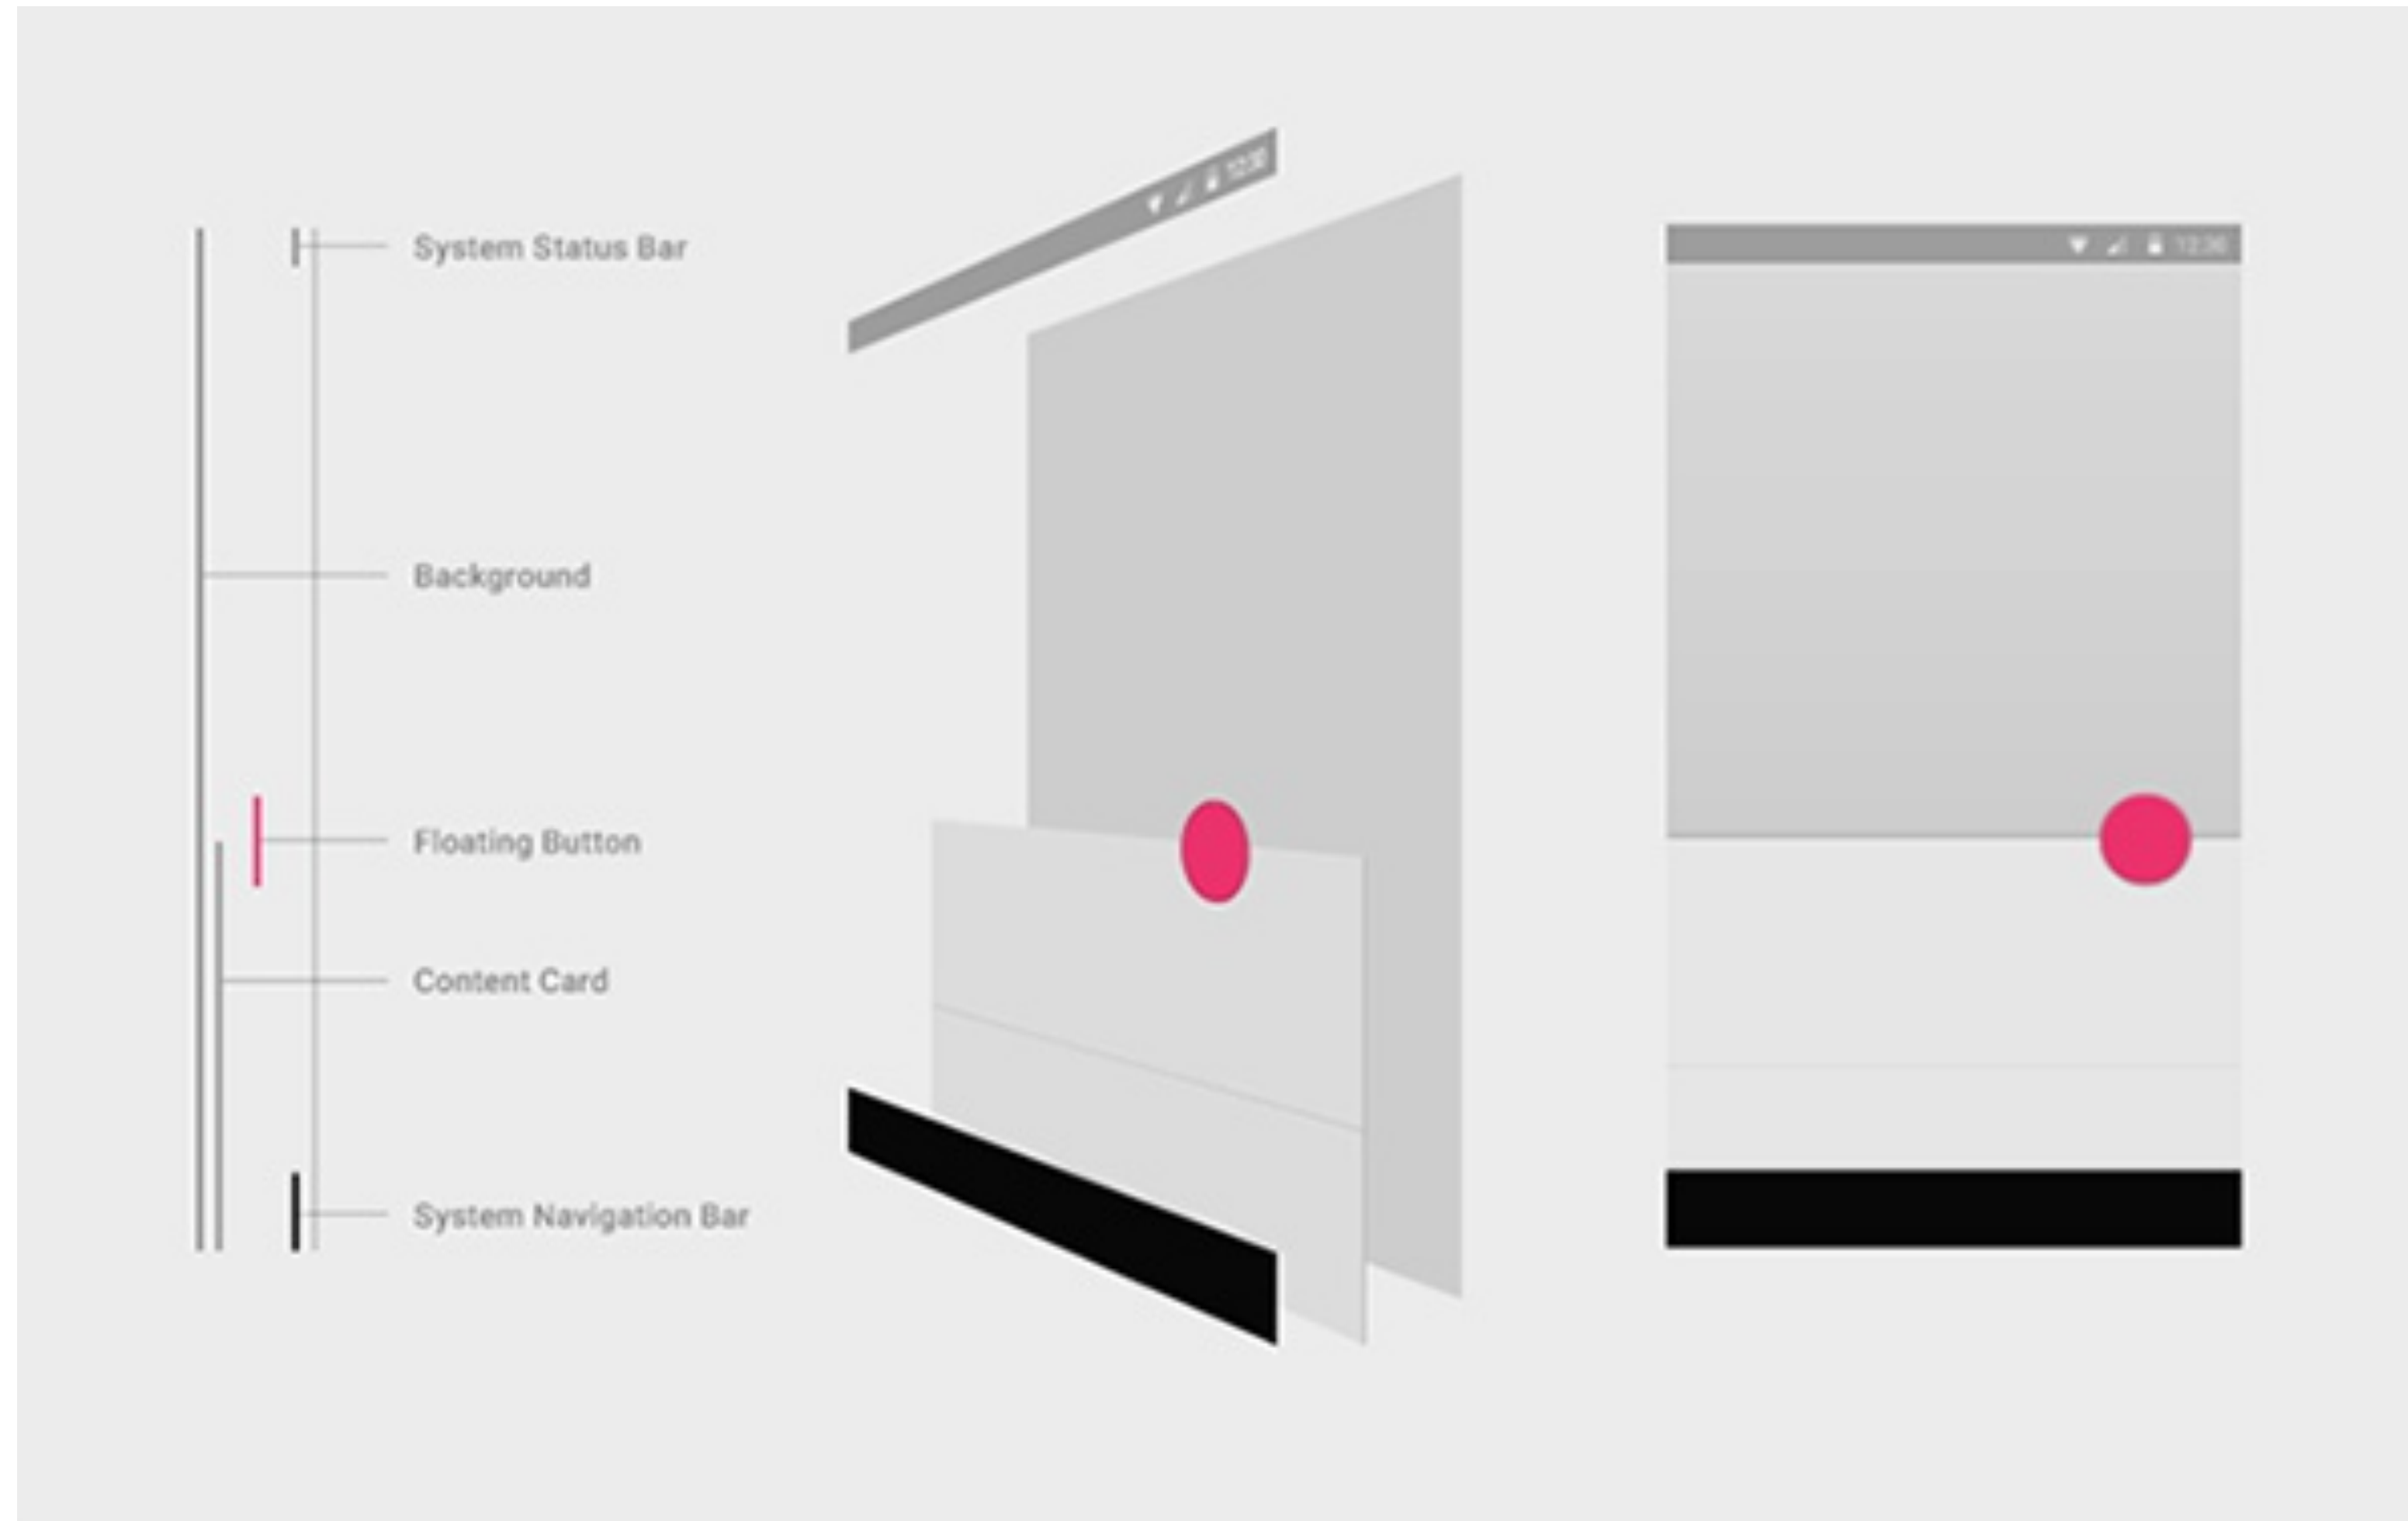 System Status Bar
Background
Floating Button
Content Card
System Navigation Bar